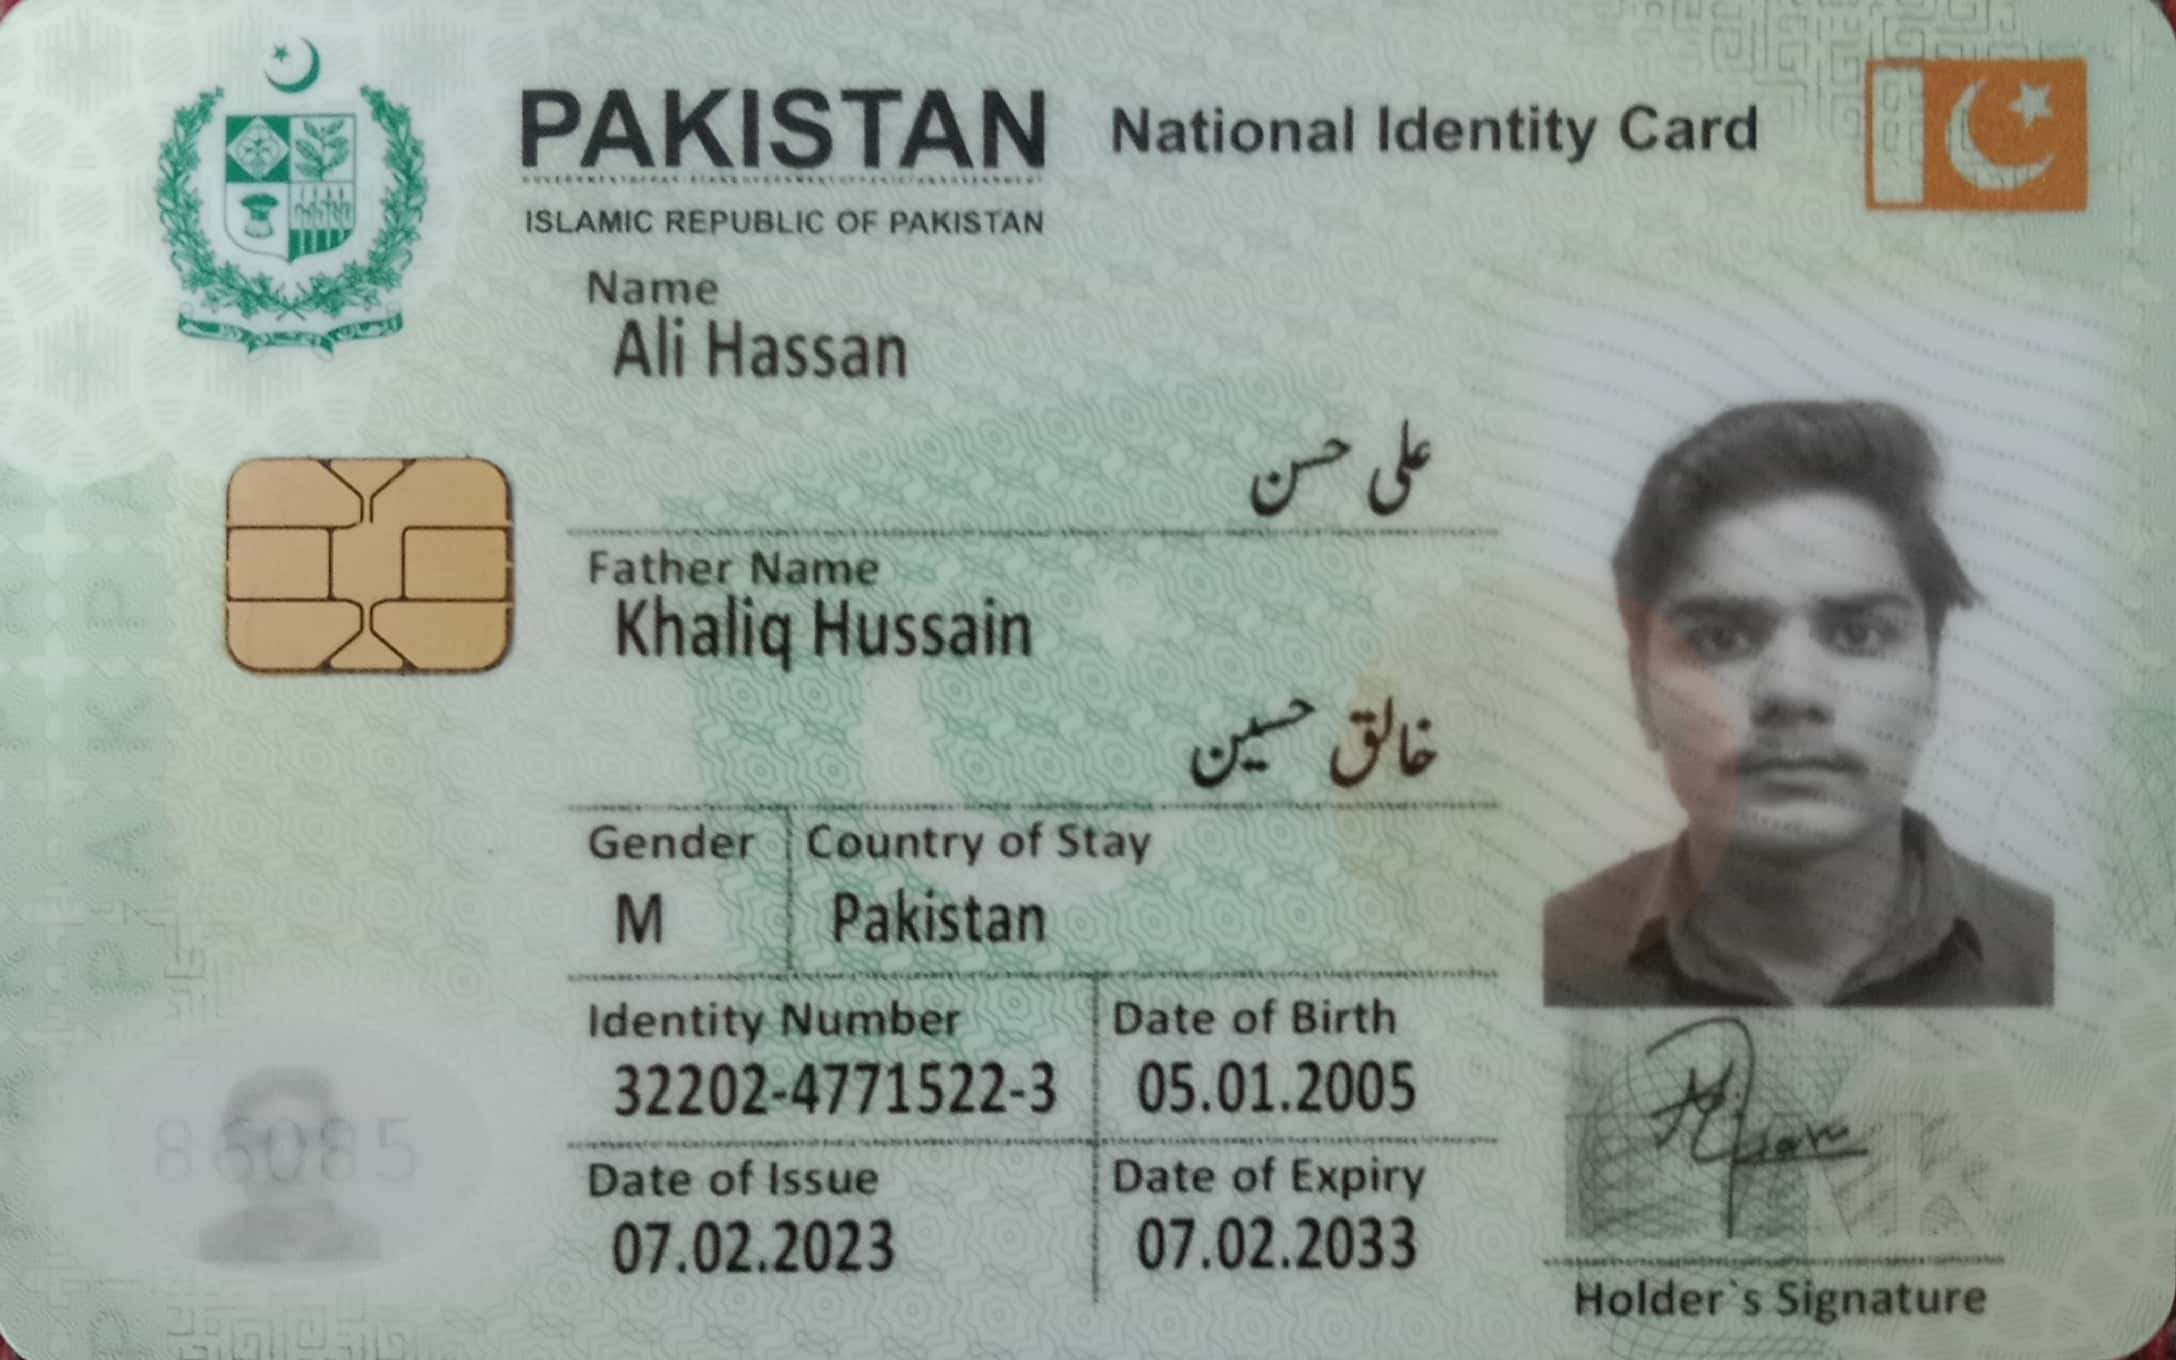 PAKISTAN National Identity Card
ISLAMIC REPUBLIC OF PAKISTAN
Name
Ali Hassan
علی حسن
Father Name
Khaliq Hussain
خالق حسین
Gender Country of Stay
M Pakistan
Identity Number Date of Birth
32202-4771522-3 05.01.2005
Date of Issue Date of Expiry
07.02.2023 07.02.2033
Holder`s Signature
PAK